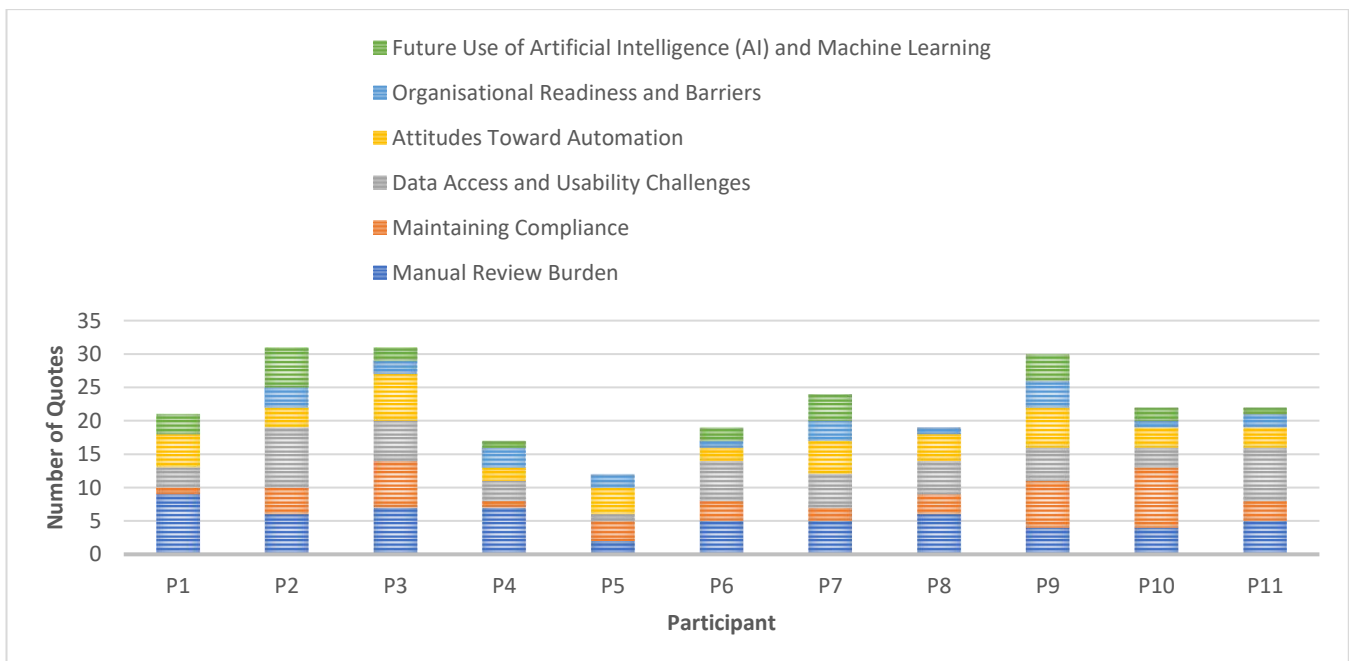 Future Use of Artificial Intelligence (AI) and Machine Learning
Organisational Readiness and Barriers
Attitudes Toward Automation
Data Access and Usability Challenges
Maintaining Compliance
Manual Review Burden
Number of Quotes
35
30
25
20
15
10
5
0
P1 P2 P3 P4 P5 P6 P7 P8 P9 P10 P11
Participant